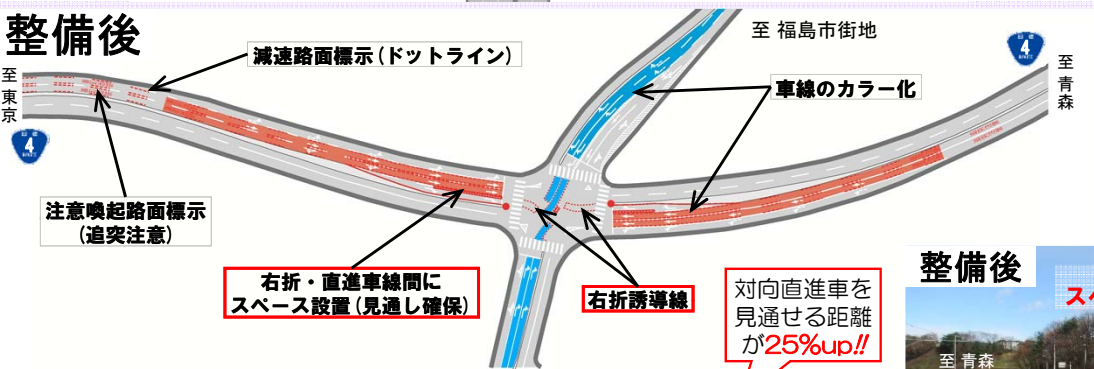 整備後
減速路面標示(ドットライン)
至 福島市街地
至東京
4
車線のカラー化
4
至青森
注意喚起路面標示
(追突注意)
右折・直進車線間に
スペース設置(見通し確保)
右折誘導線
対向直進車を
見通せる距離
が25%up!!
整備後
スペ
至 青森